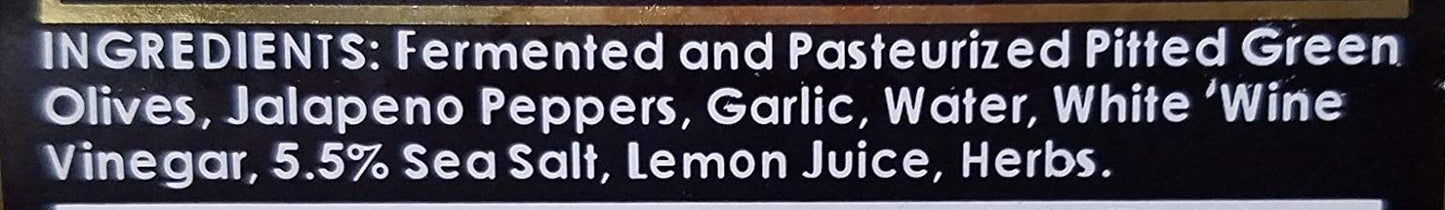 INGREDIENTS: Fermented and Pasteurized Pitted Green
Olives, Jalapeno Peppers, Garlic, Water, White 'Wine
Vinegar, 5.5% Sea Salt, Lemon Juice, Herbs.